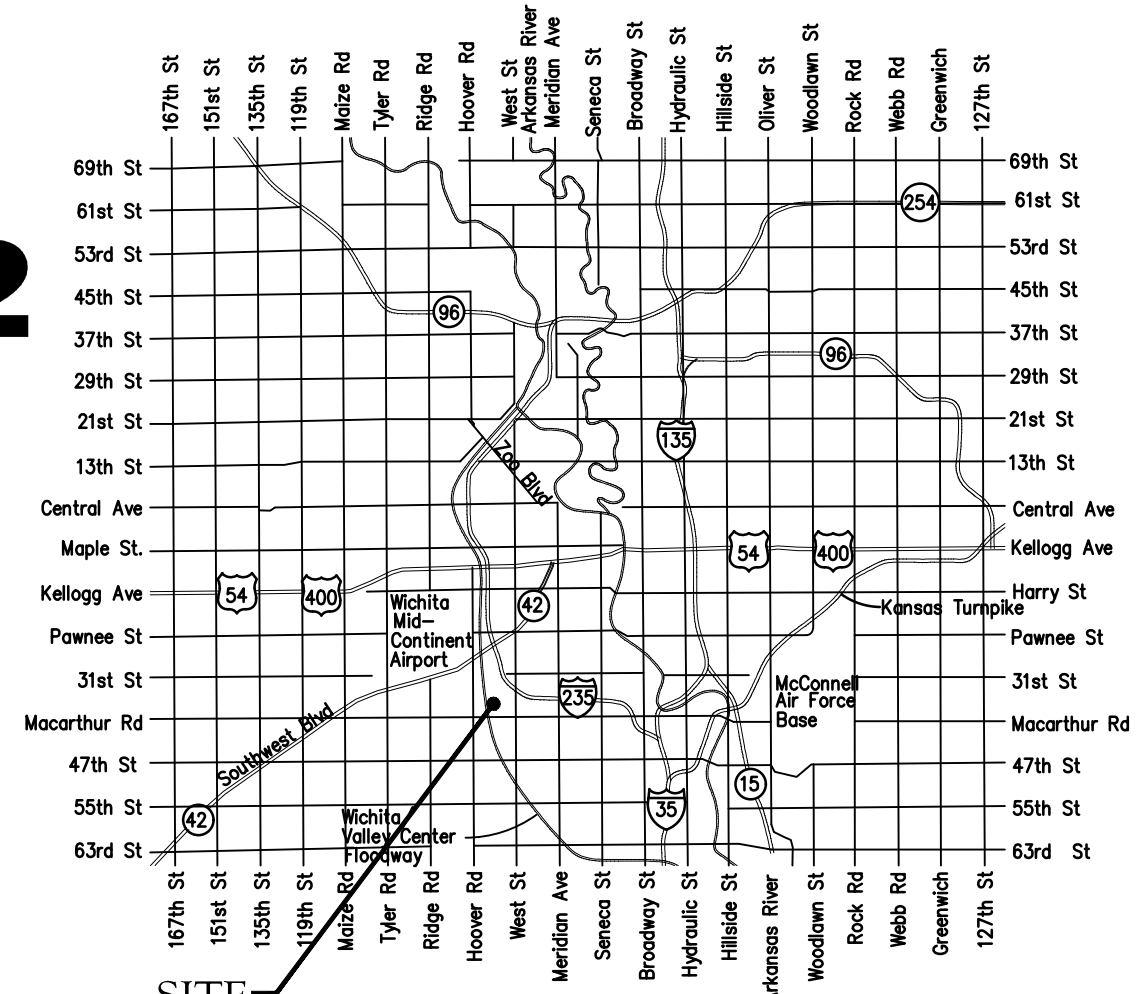 167th St
151st St
135th St
119th St
Maize Rd
Tyler Rd
Ridge Rd
Hoover Rd
West St
Arkansas River
Meridian Ave
Seneca St
Broadway St
Hydraulic St
Hillside St
Oliver St
Woodlawn St
Rock Rd
Webb Rd
Greenwich
127th St
69th St
61st St
53rd St
45th St
37th St
29th St
21st St
13th St
Central Ave
Maple St.
Kellogg Ave
Pawnee St
31st St
Macarthur Rd
47th St
55th St
63rd St
2
69th St
61st St
53rd St
45th St
37th St
29th St
21st St
13th St
Central Ave
Kellogg Ave
Harry St
Pawnee St
31st St
Macarthur Rd
47th St
55th St
63rd St
254
96
96
135
Zoo Blvd
54
400
54
400
42
Kansas Turnpike
Wichita
Mid-
Continent
Airport
235
McConnell
Air Force
Base
Southwest Blvd
15
35
42
Wichita
Valley Center
Floodway
167th St
151st St
135th St
119th St
Maize Rd
Tyler Rd
Ridge Rd
Hoover Rd
West St
Meridian Ave
Seneca St
Broadway St
Hydraulic St
Hillside St
Arkansas River
Woodlawn St
Rock Rd
Webb Rd
Greenwich
127th St
SITE